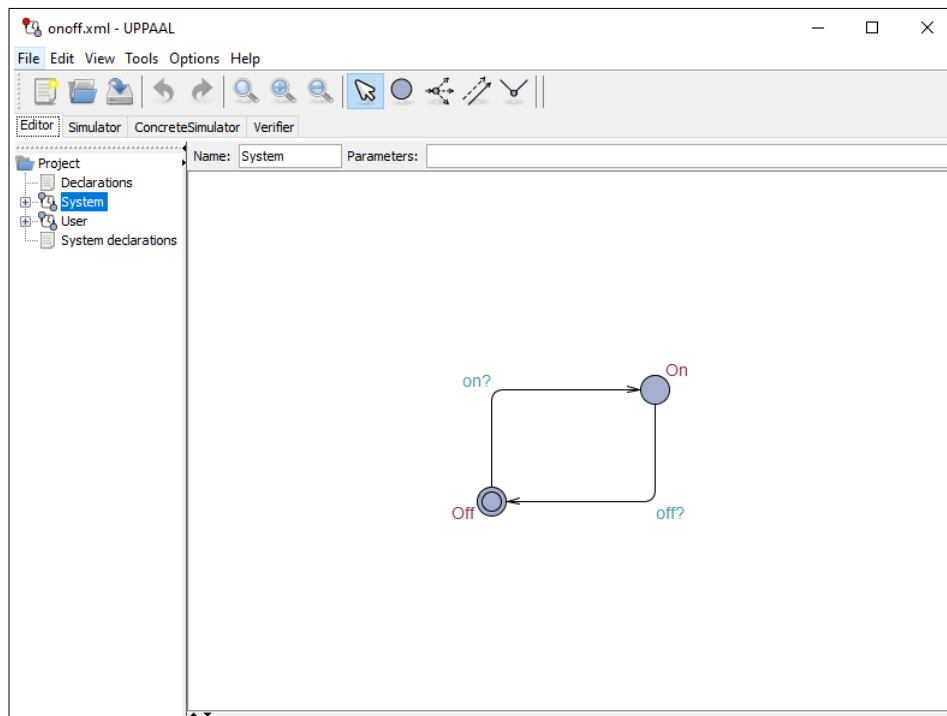 onoff.xml - UPPAAL
File Edit View Tools Options Help
Editor Simulator ConcreteSimulator Verifier
Project
Declarations
System
User
System declarations
Name: System Parameters:
on?
On
Off
off?